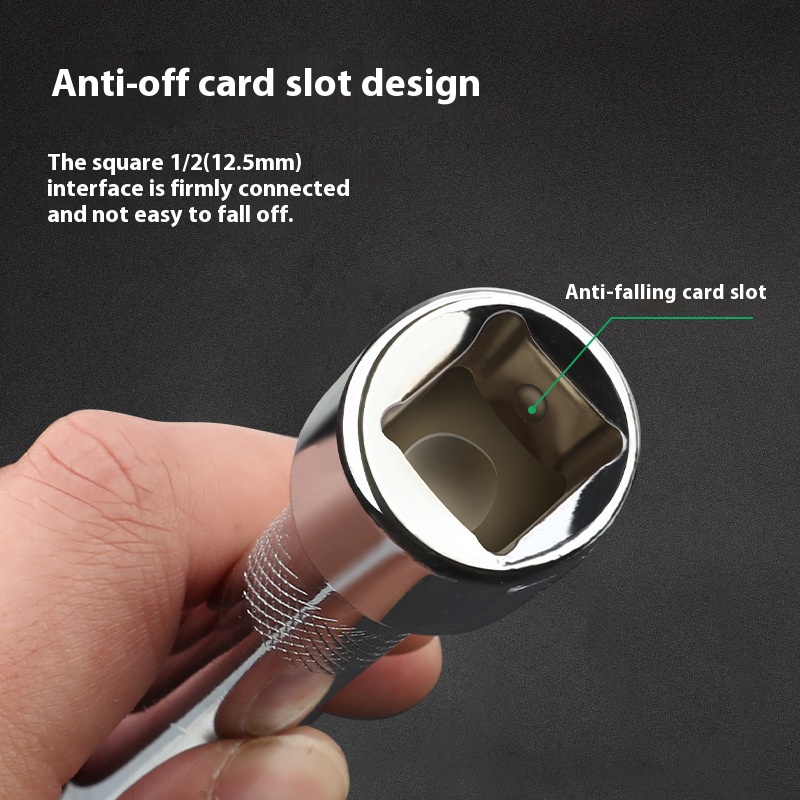 Anti-off card slot design
The square 1/2(12.5mm)
interface is firmly connected
and not easy to fall off.
Anti-falling card slot